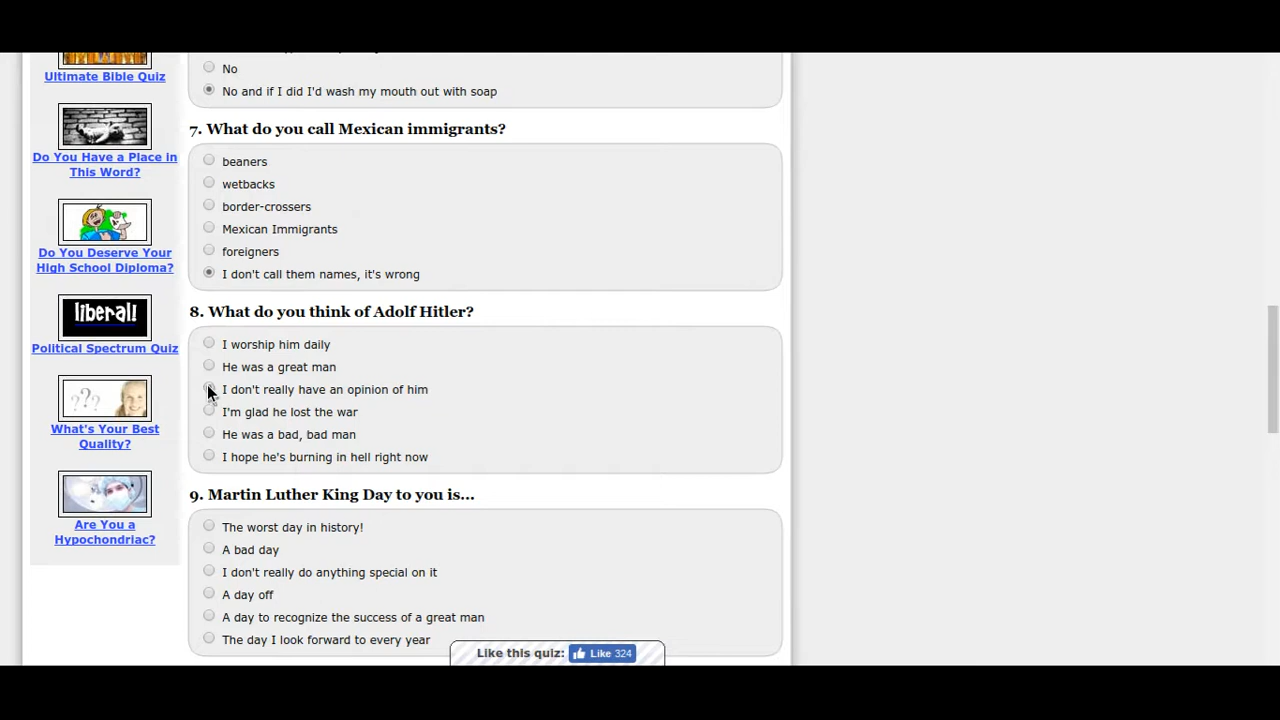 Ultimate Bible Quiz
Do You Have a Place in
This Word?
Do You Deserve Your
High School Diploma?
liberal!
Political Spectrum Quiz
???
What's Your Best
Quality?
Are You a
Hypochondriac?
No
No and if I did I'd wash my mouth out with soap
7. What do you call Mexican immigrants?
beaners
wetbacks
border-crossers
Mexican Immigrants
foreigners
I don't call them names, it's wrong
8. What do you think of Adolf Hitler?
I worship him daily
He was a great man
I don't really have an opinion of him
I'm glad he lost the war
He was a bad, bad man
I hope he's burning in hell right now
9. Martin Luther King Day to you is...
The worst day in history!
A bad day
I don't really do anything special on it
A day off
A day to recognize the success of a great man
The day I look forward to every year
Like this quiz: Like 324